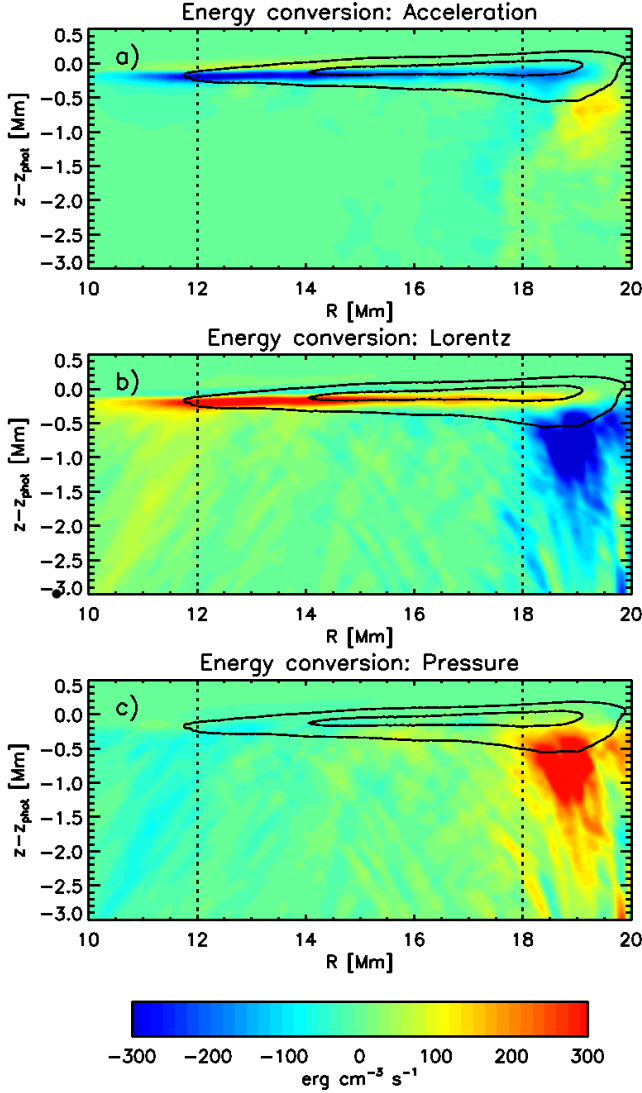 Energy conversion: Acceleration
a)
0.5
0.0
−0.5
−1.0
−1.5
−2.0
−2.5
−3.0
z−z_phot [Mm]
10 12 14 16 18 20
R [Mm]
Energy conversion: Lorentz
b)
0.5
0.0
−0.5
−1.0
−1.5
−2.0
−2.5
−3.0
z−z_phot [Mm]
10 12 14 16 18 20
R [Mm]
Energy conversion: Pressure
c)
0.5
0.0
−0.5
−1.0
−1.5
−2.0
−2.5
−3.0
z−z_phot [Mm]
10 12 14 16 18 20
R [Mm]
−300 −200 −100 0 100 200 300
erg cm⁻³ s⁻¹